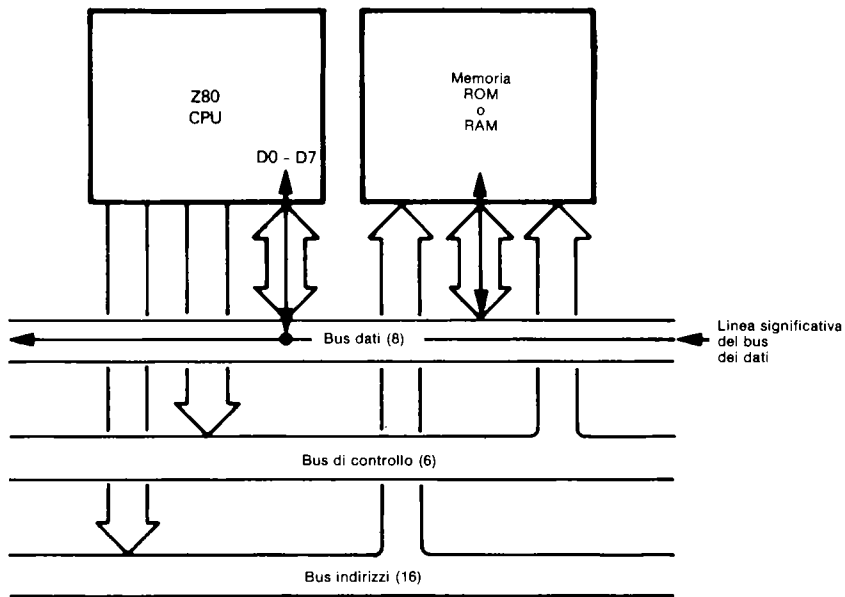 Z80
CPU
D0 - D7
Memoria
ROM
o
RAM
Bus dati (8)
Linea significativa
del bus
dei dati
Bus di controllo (6)
Bus indirizzi (16)